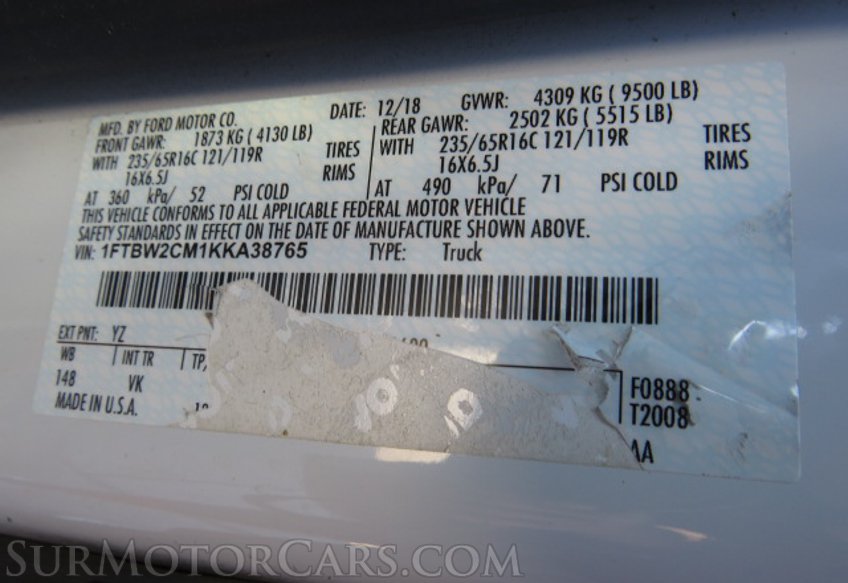 MFD. BY FORD MOTOR CO. DATE: 12/18 GVWR: 4309 KG ( 9500 LB)
FRONT GAWR: 1873 KG ( 4130 LB) REAR GAWR: 2502 KG ( 5515 LB)
WITH 235/65R16C 121/119R TIRES WITH 235/65R16C 121/119R TIRES
16X6.5J RIMS 16X6.5J RIMS
AT 360 kPa/ 52 PSI COLD AT 490 kPa/ 71 PSI COLD
THIS VEHICLE CONFORMS TO ALL APPLICABLE FEDERAL MOTOR VEHICLE
SAFETY STANDARDS IN EFFECT ON THE DATE OF MANUFACTURE SHOWN ABOVE.
VIN: 1FTBW2CM1KKA38765 TYPE: Truck
EXT PNT: YZ
WB INT TR TP/
148 VK F0888
MADE IN U.S.A. T2008
AA
SURMOTORCARS.COM